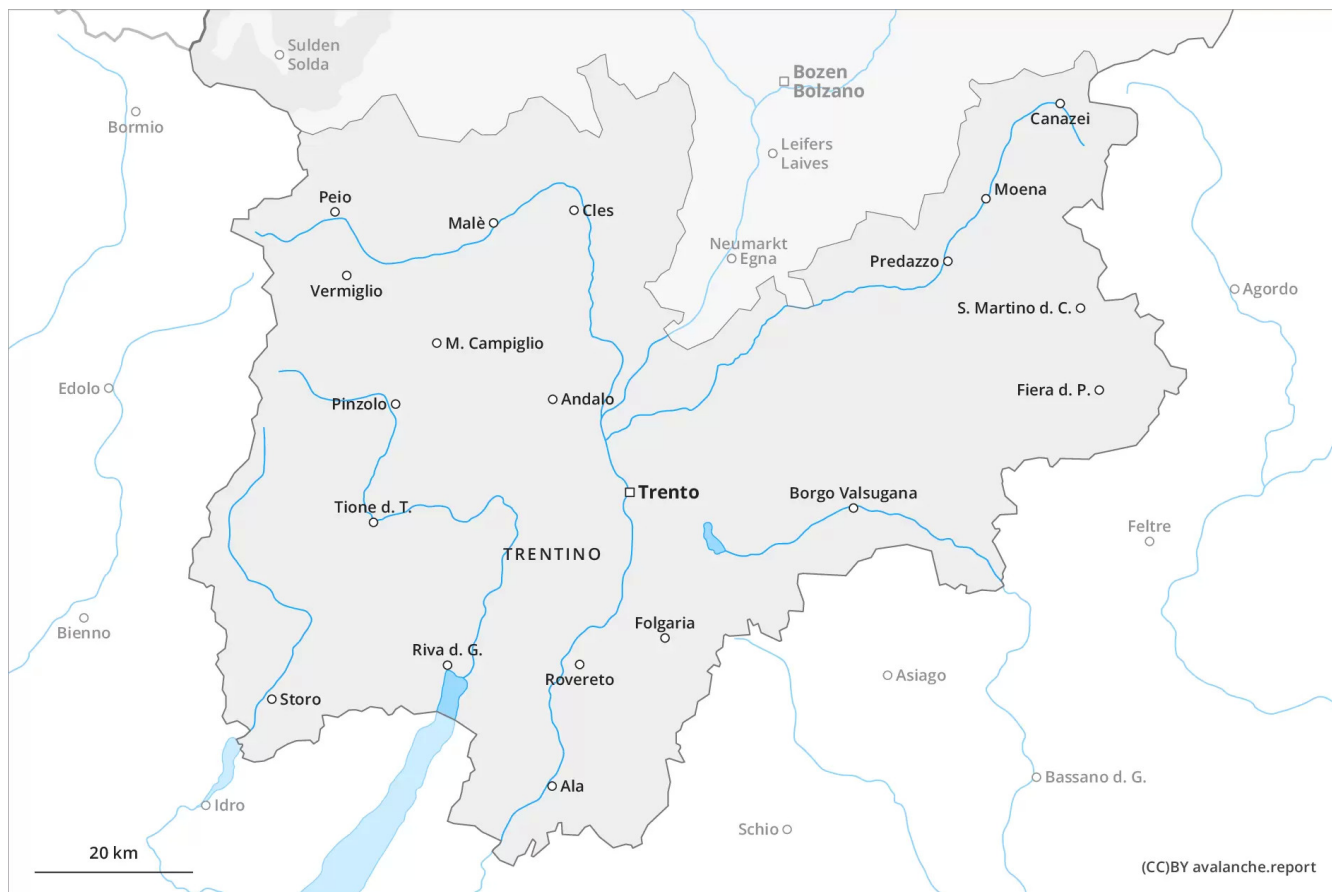 Sulden
Solda
Bozen
Bolzano
Bormio
Canazei
Leifers
Laives
Peio
Moena
Malè
Cles
Neumarkt
Egna
Predazzo
Vermiglio
Agordo
S. Martino d. C.
M. Campiglio
Edolo
Fiera d. P.
Pinzolo
Andalo
Trento
Borgo Valsugana
Tione d. T.
Feltre
TRENTINO
Bienno
Folgaria
Riva d. G.
Asiago
Rovereto
Storo
Bassano d. G.
Ala
Idro
Schio
20 km
(CC)BY avalanche.report